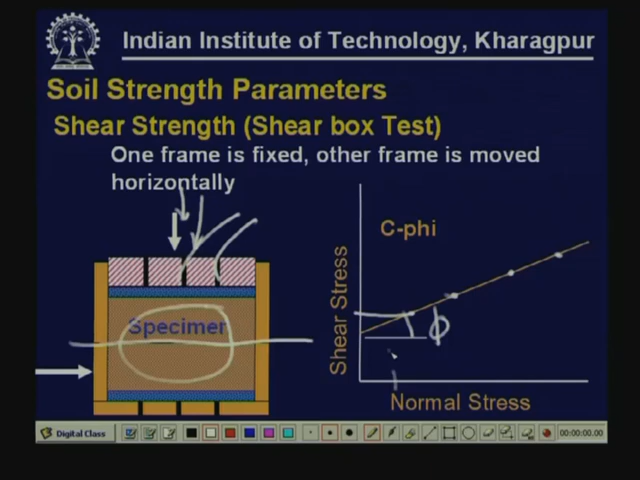 Indian Institute of Technology, Kharagpur
Soil Strength Parameters
Shear Strength (Shear box Test)
One frame is fixed, other frame is moved
horizontally
C-phi
Specimen
Shear Stress
ϕ
Normal Stress
Digital Class
00:00:00.00